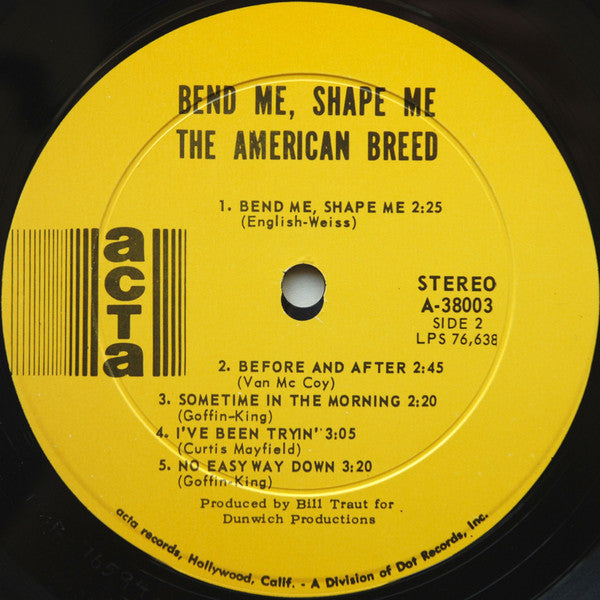 BEND ME, SHAPE ME
THE AMERICAN BREED
1. BEND ME, SHAPE ME 2:25
(English-Weiss)
acta
STEREO
A-38003
SIDE 2
LPS 76,638
2. BEFORE AND AFTER 2:45
(Van Mc Coy)
3. SOMETIME IN THE MORNING 2:20
(Goffin-King)
4. I'VE BEEN TRYIN' 3:05
(Curtis Mayfield)
5. NO EASY WAY DOWN 3:20
(Goffin-King)
Produced by Bill Traut for
Dunwich Productions
acta records, Hollywood, Calif. - A Division of Dot Records, Inc.